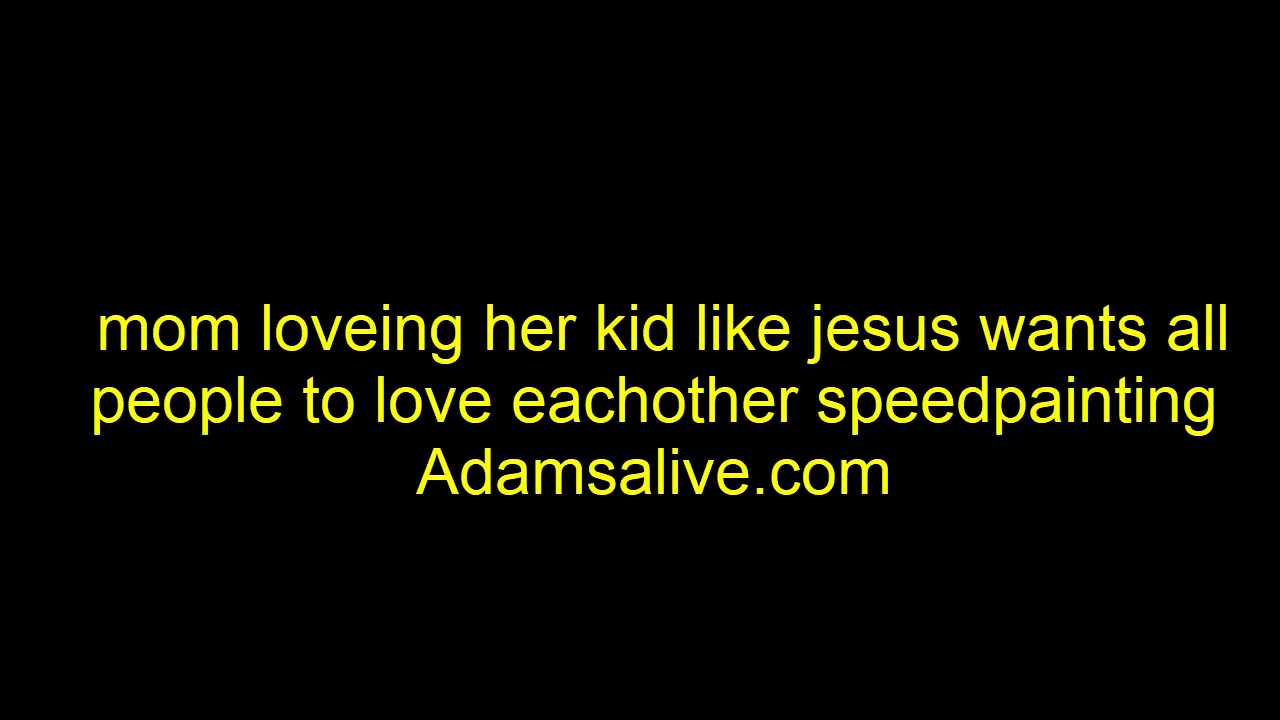 mom loveing her kid like jesus wants all
people to love eachother speedpainting
Adamsalive.com